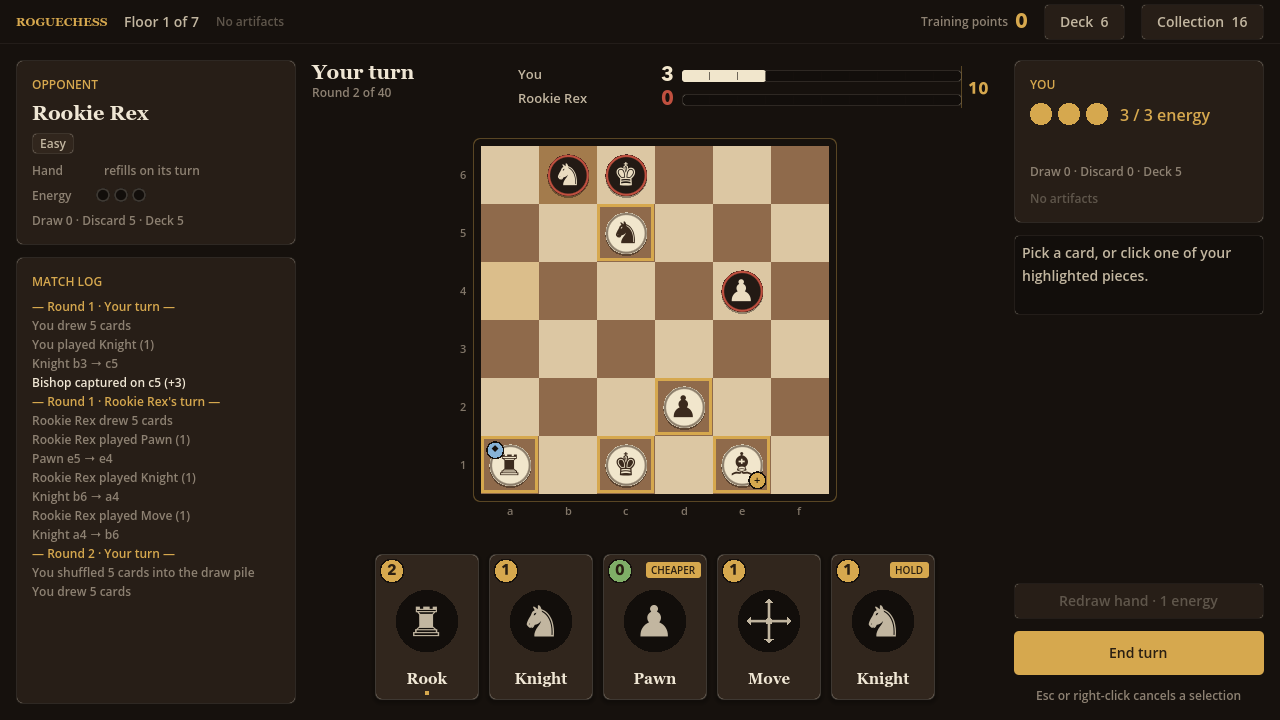 ROGUECHESS
Floor 1 of 7
No artifacts
Training points 0
Deck 6
Collection 16
OPPONENT
Rookie Rex
Easy
Hand refills on its turn
Energy
Draw 0 · Discard 5 · Deck 5
MATCH LOG
— Round 1 · Your turn —
You drew 5 cards
You played Knight (1)
Knight b3 → c5
Bishop captured on c5 (+3)
— Round 1 · Rookie Rex's turn —
Rookie Rex drew 5 cards
Rookie Rex played Pawn (1)
Pawn e5 → e4
Rookie Rex played Knight (1)
Knight b6 → a4
Rookie Rex played Move (1)
Knight a4 → b6
— Round 2 · Your turn —
You shuffled 5 cards into the draw pile
You drew 5 cards
Your turn
Round 2 of 40
You 3
Rookie Rex 0
10
6
5
4
3
2
1
a b c d e f
2
Rook
1
Knight
0 CHEAPER
Pawn
1
Move
1 HOLD
Knight
YOU
3 / 3 energy
Draw 0 · Discard 0 · Deck 5
No artifacts
Pick a card, or click one of your
highlighted pieces.
Redraw hand · 1 energy
End turn
Esc or right-click cancels a selection